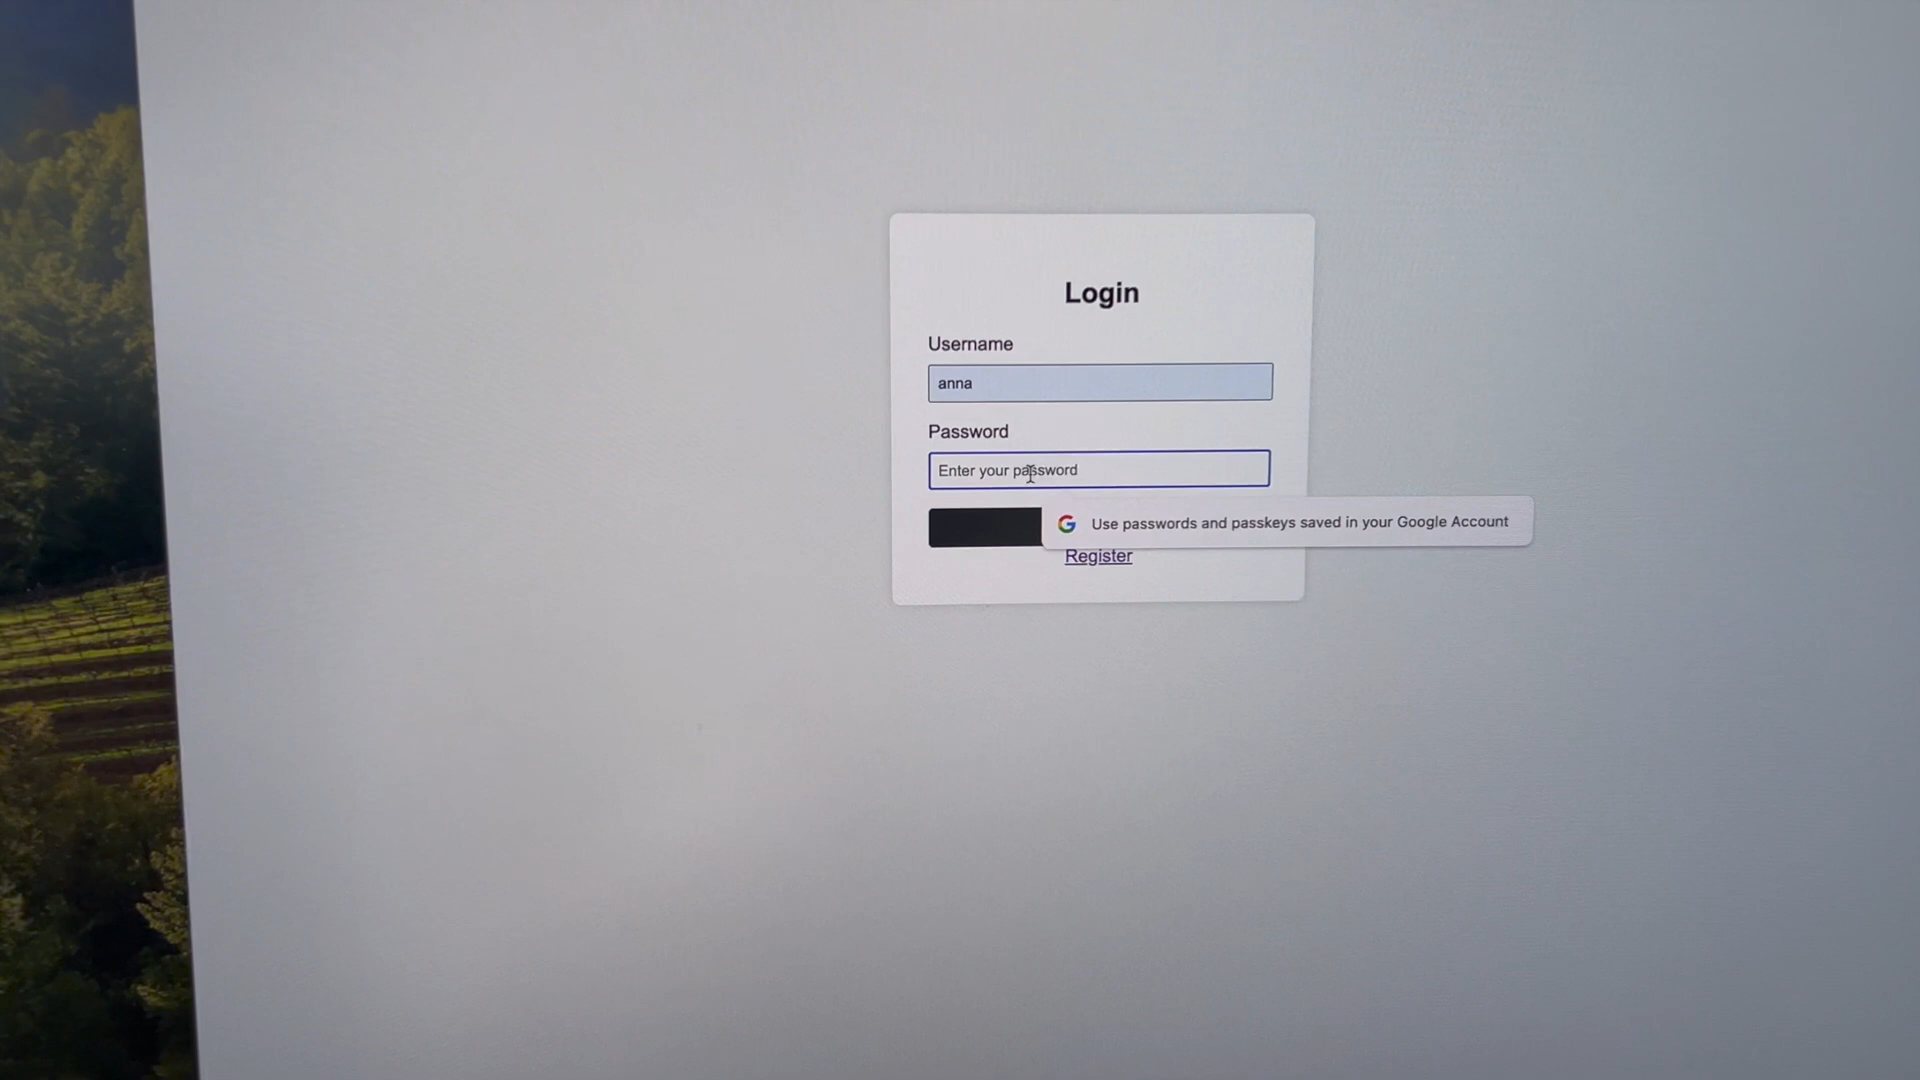 Login
Username
anna
Password
Enter your password
Use passwords and passkeys saved in your Google Account
Register